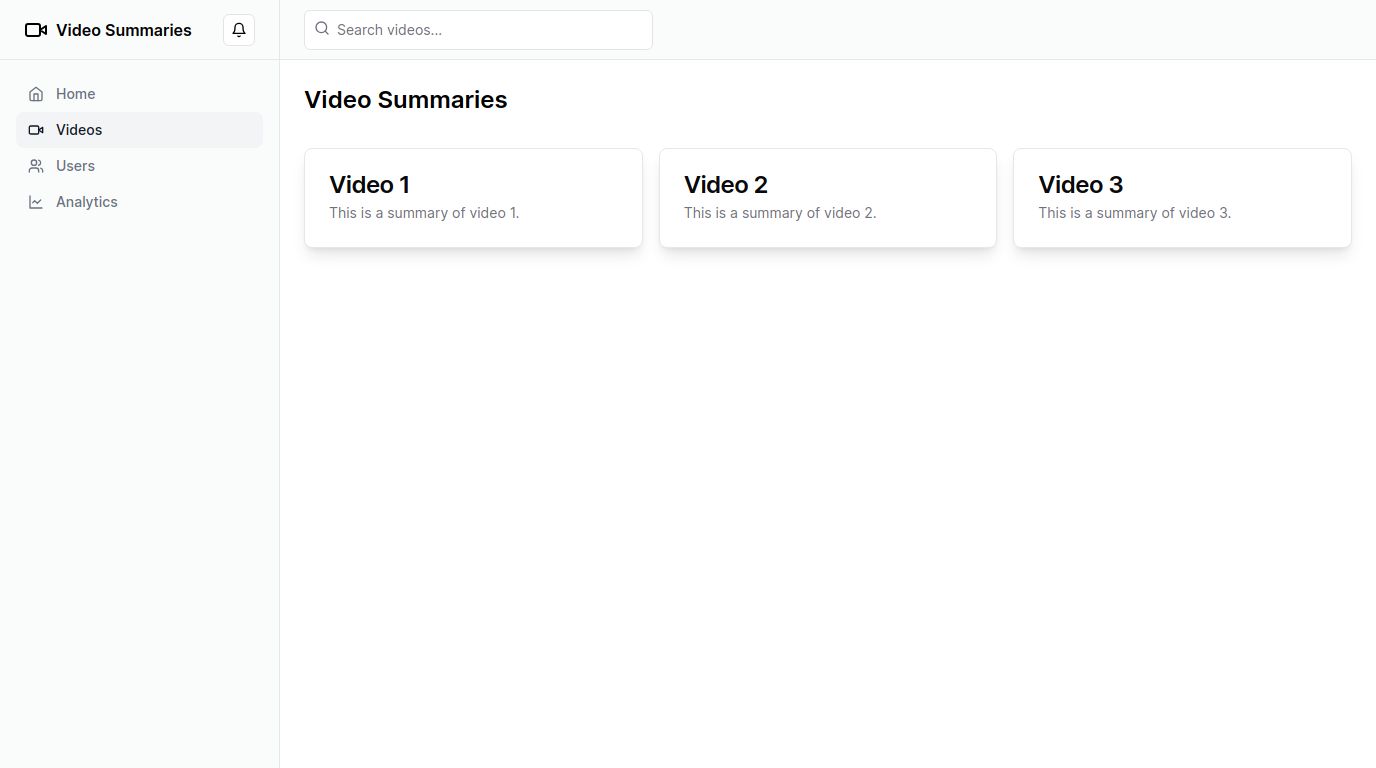 Video Summaries
Search videos...
Home
Videos
Users
Analytics
Video Summaries
Video 1
This is a summary of video 1.
Video 2
This is a summary of video 2.
Video 3
This is a summary of video 3.